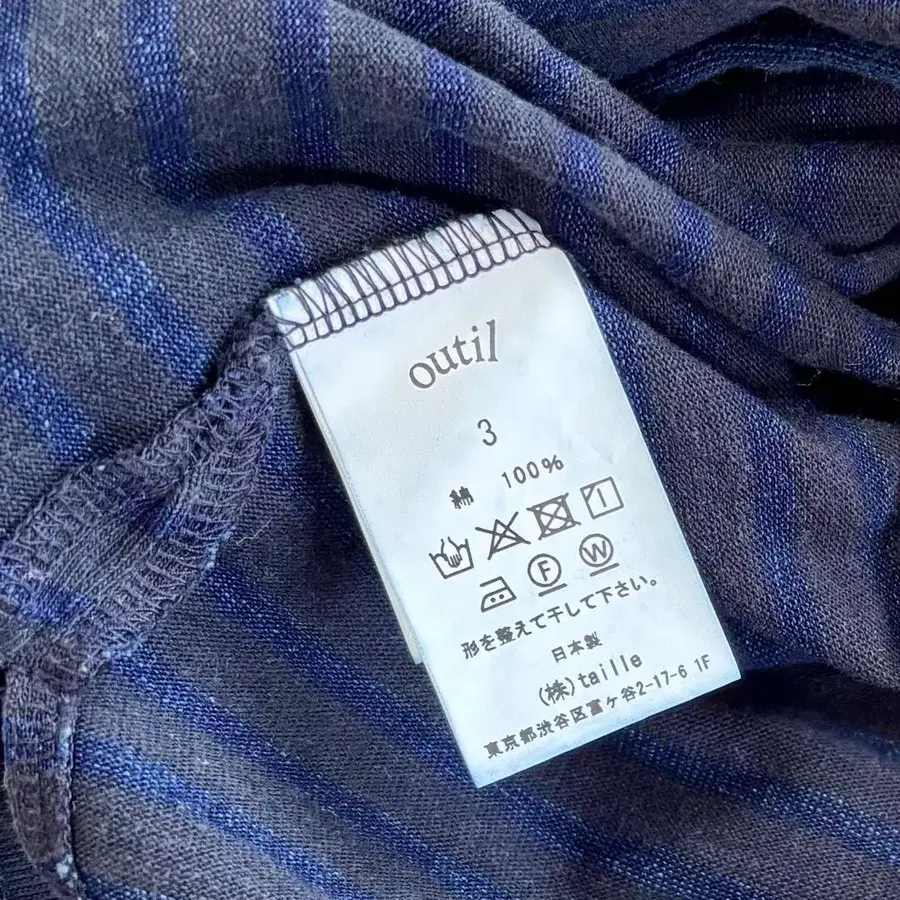 outil
3
綿 100%
F W
形を整えて干して下さい。
日本製
(株)taille
東京都渋谷区富ヶ谷2-17-6 1F